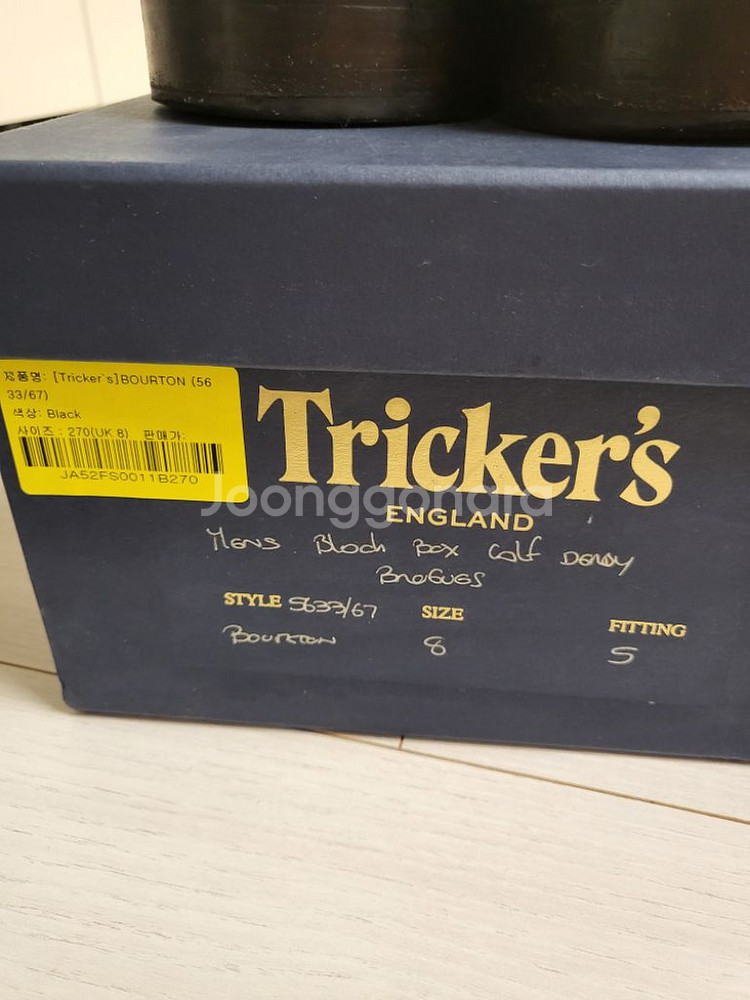 제품명: [Tricker's]BOURTON (56
33/67)
색상: Black
사이즈 : 270(UK 8) 판매가:
JA52FS0011B270
Tricker's
ENGLAND
Joonggonara
Mens Black Box Calf Derby
Brogues
STYLE 5633/67 SIZE FITTING
Bourton 8 5